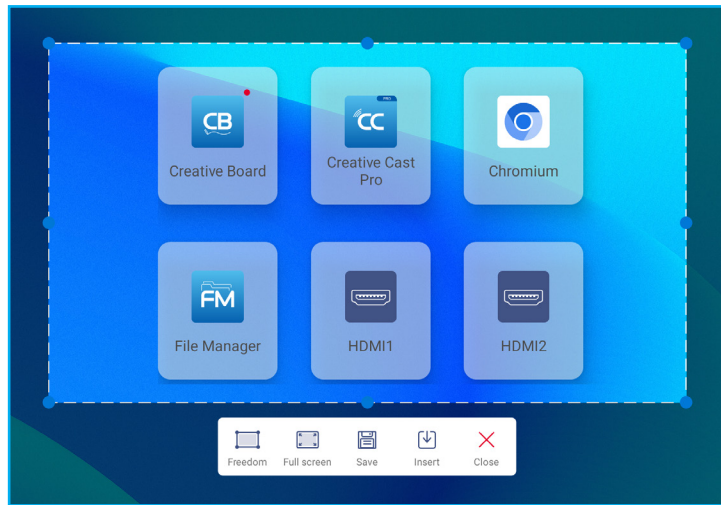 CB
Creative Board
PRO
CC
Creative Cast
Pro
Chromium
FM
File Manager
HDMI1
HDMI2
Freedom
Full screen
Save
Insert
Close